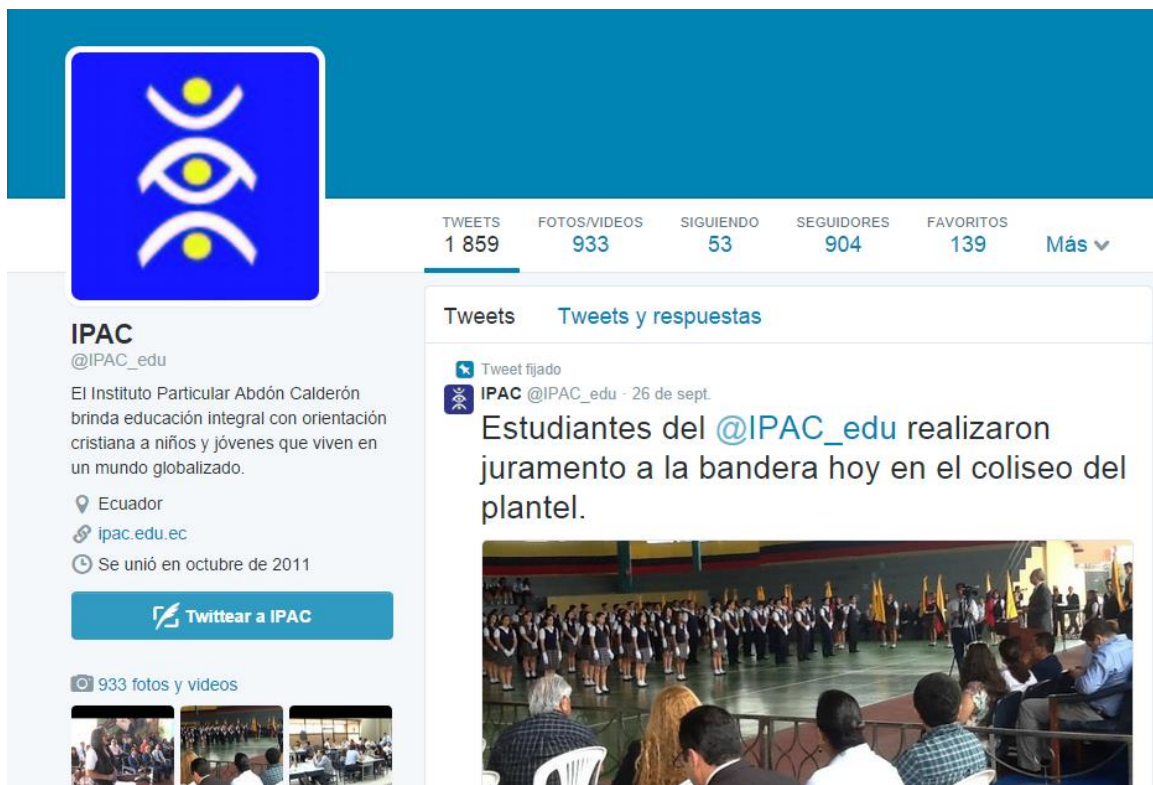 TWEETS FOTOS/VIDEOS SIGUIENDO SEGUIDORES FAVORITOS
1 859 933 53 904 139 Más
IPAC
@IPAC_edu
El Instituto Particular Abdón Calderón
brinda educación integral con orientación
cristiana a niños y jóvenes que viven en
un mundo globalizado.
Ecuador
ipac.edu.ec
Se unió en octubre de 2011
Twittear a IPAC
933 fotos y videos
Tweets Tweets y respuestas
Tweet fijado
IPAC @IPAC_edu · 26 de sept.
Estudiantes del @IPAC_edu realizaron
juramento a la bandera hoy en el coliseo del
plantel.